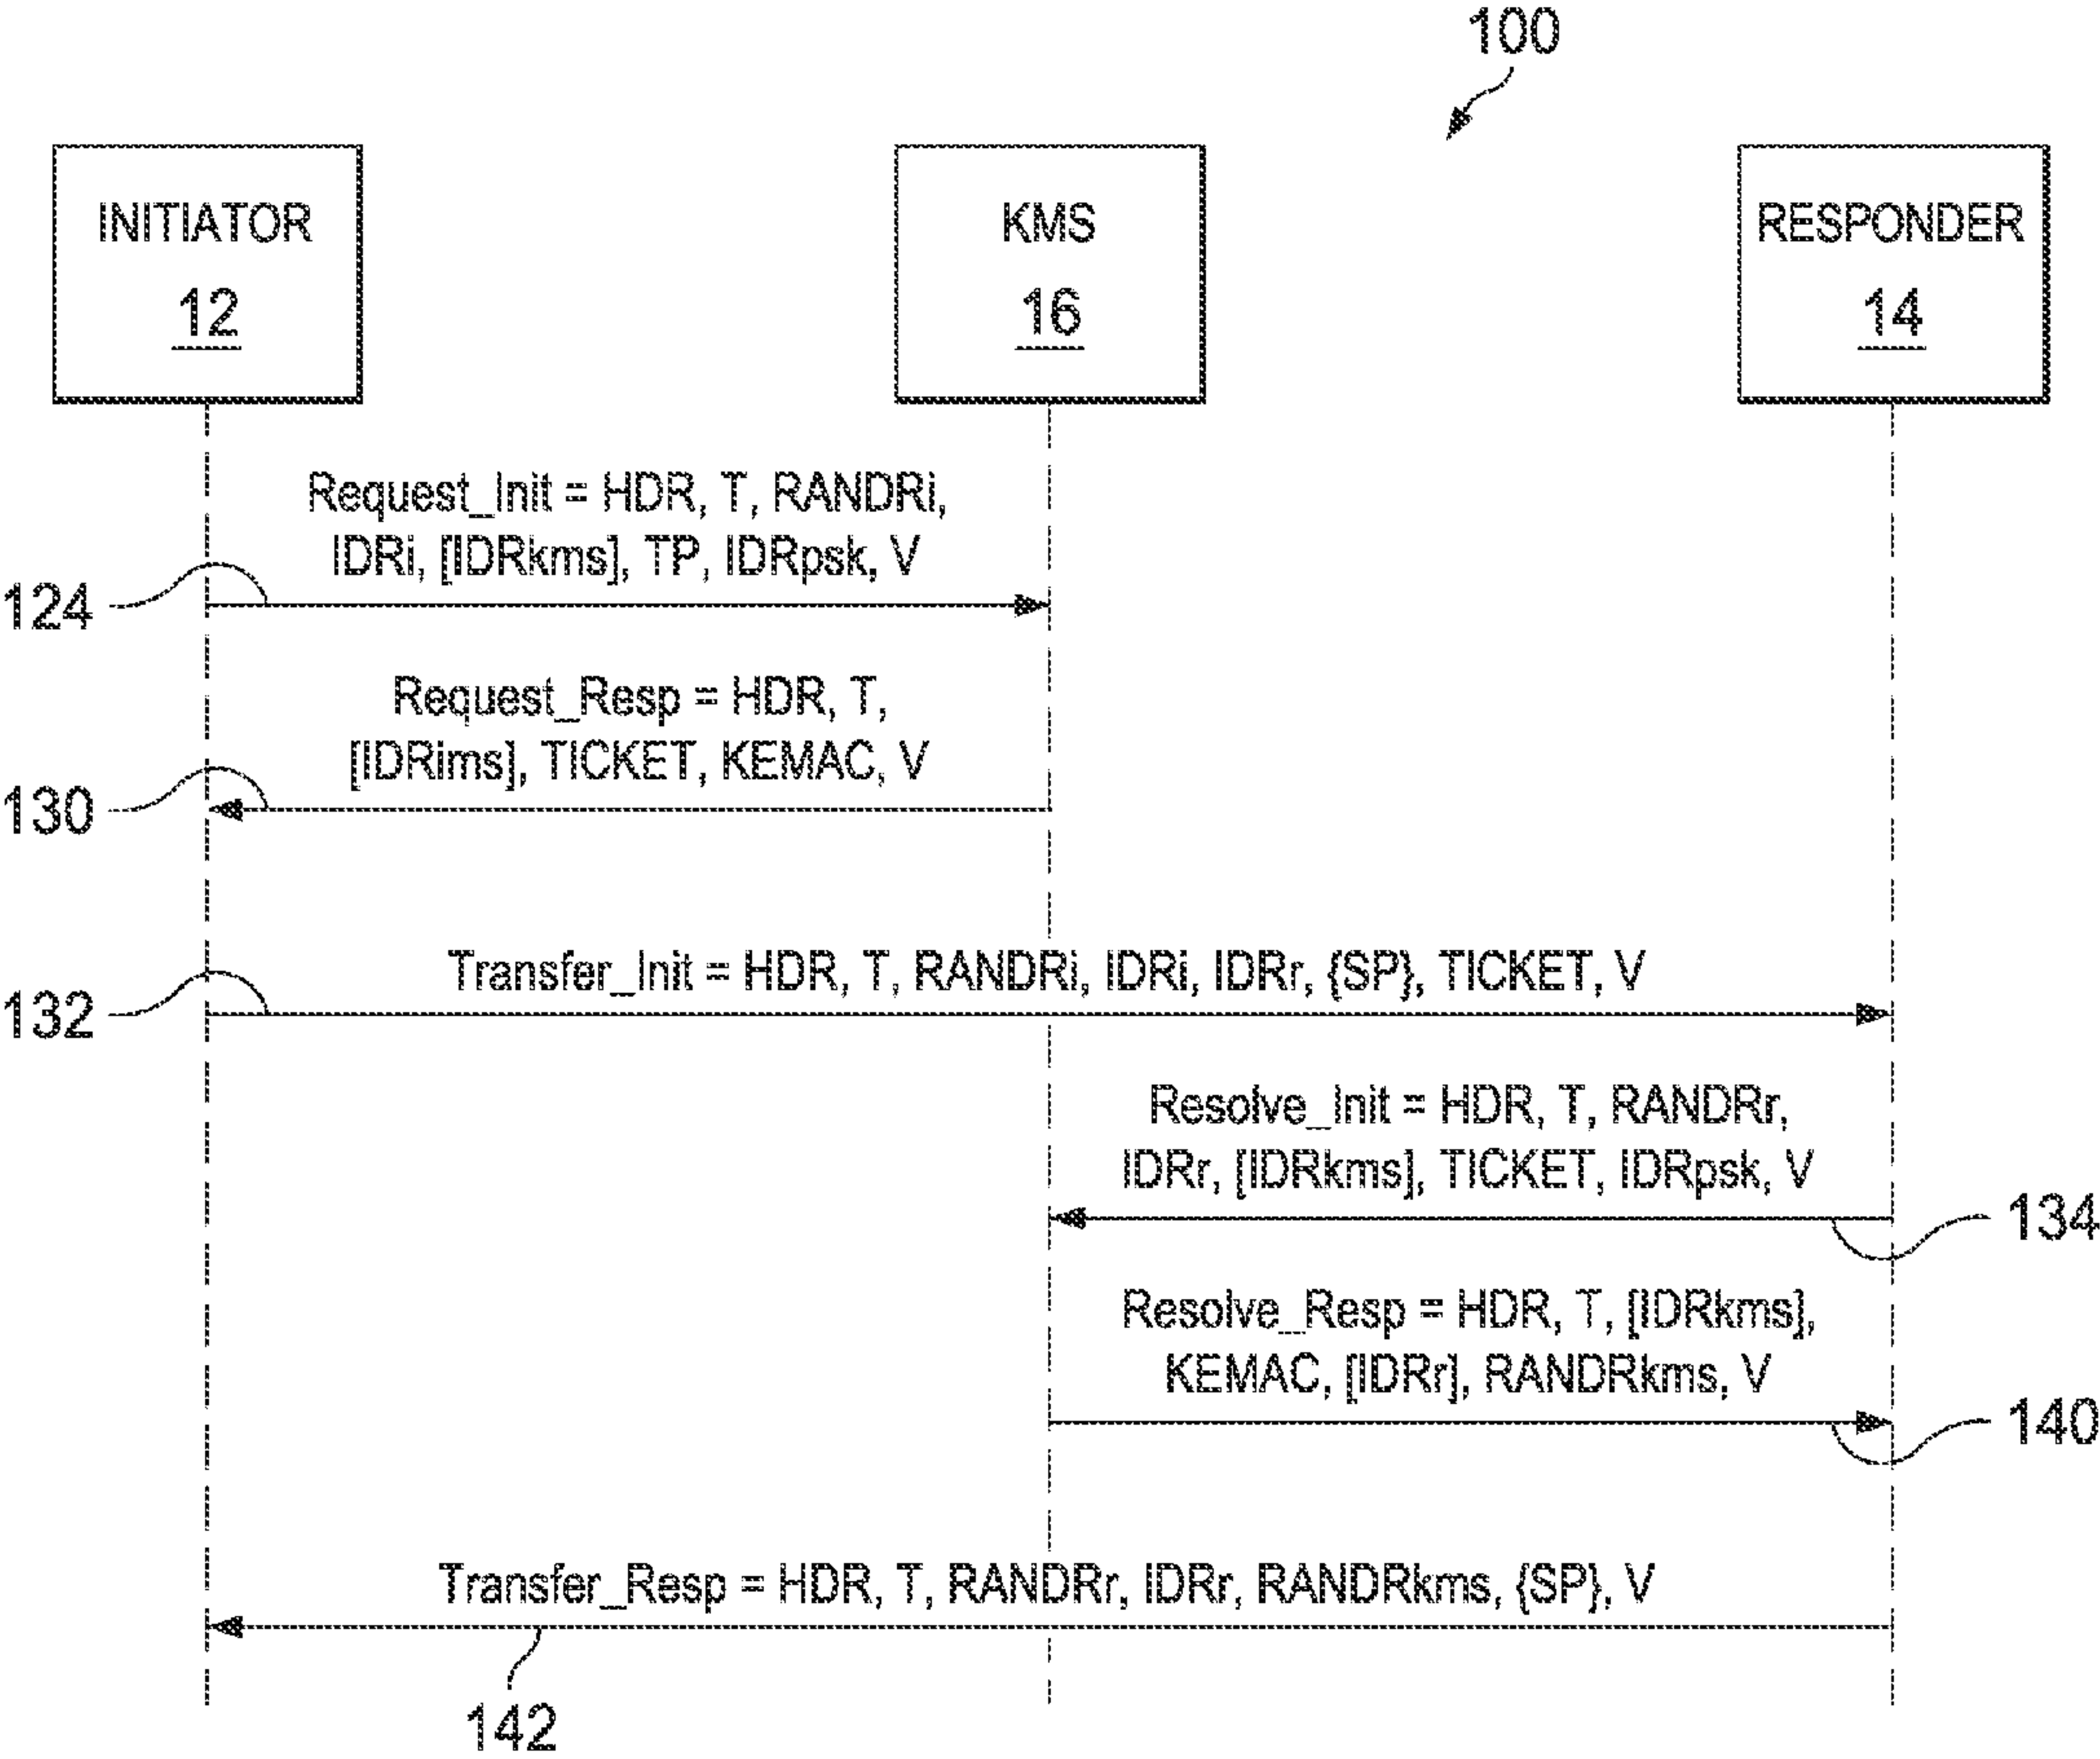 100
INITIATOR
12
KMS
16
RESPONDER
14
Request_Init = HDR, T, RANDRi,
IDRi, [IDRkms], TP, IDRpsk, V
124
Request_Resp = HDR, T,
[IDRims], TICKET, KEMAC, V
130
Transfer_Init = HDR, T, RANDRi, IDRi, IDRr, {SP}, TICKET, V
132
Resolve_Init = HDR, T, RANDRr,
IDRr, [IDRkms], TICKET, IDRpsk, V
134
Resolve_Resp = HDR, T, [IDRkms],
KEMAC, [IDRr], RANDRkms, V
140
Transfer_Resp = HDR, T, RANDRr, IDRr, RANDRkms, {SP}, V
142